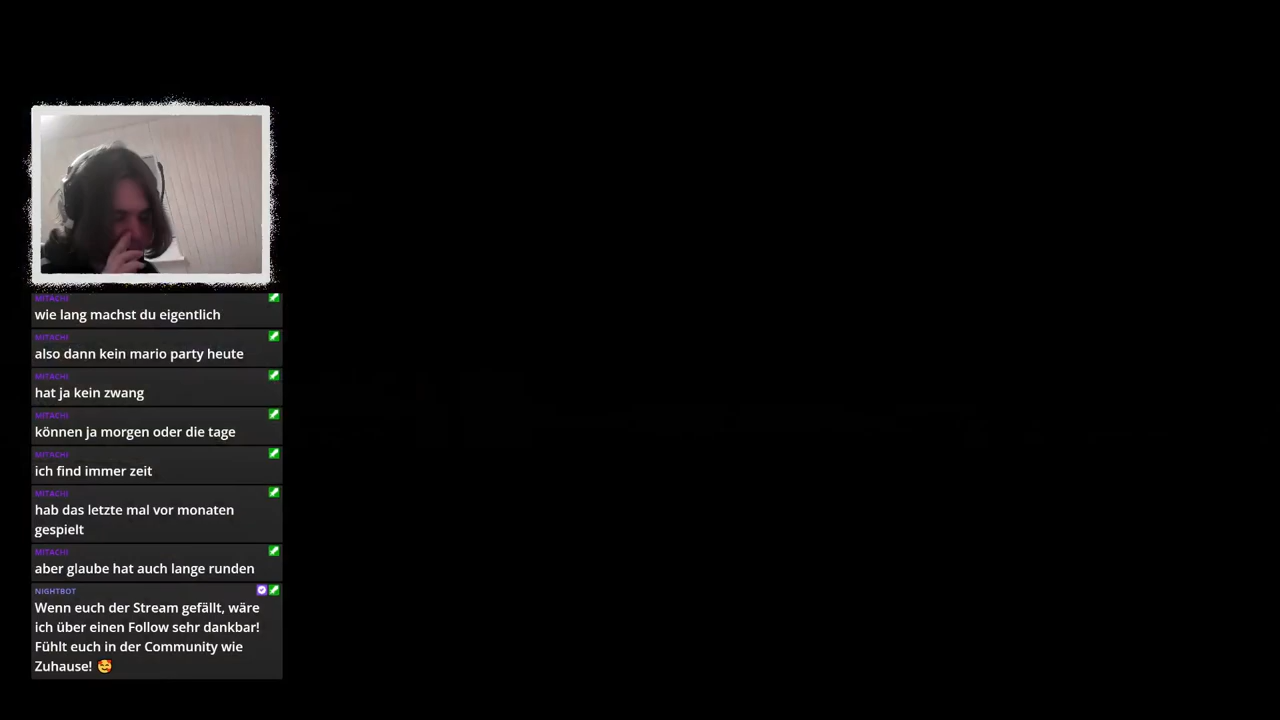 MITACHI
wie lang machst du eigentlich
MITACHI
also dann kein mario party heute
MITACHI
hat ja kein zwang
MITACHI
können ja morgen oder die tage
MITACHI
ich find immer zeit
MITACHI
hab das letzte mal vor monaten
gespielt
MITACHI
aber glaube hat auch lange runden
NIGHTBOT
Wenn euch der Stream gefällt, wäre
ich über einen Follow sehr dankbar!
Fühlt euch in der Community wie
Zuhause! 🥰